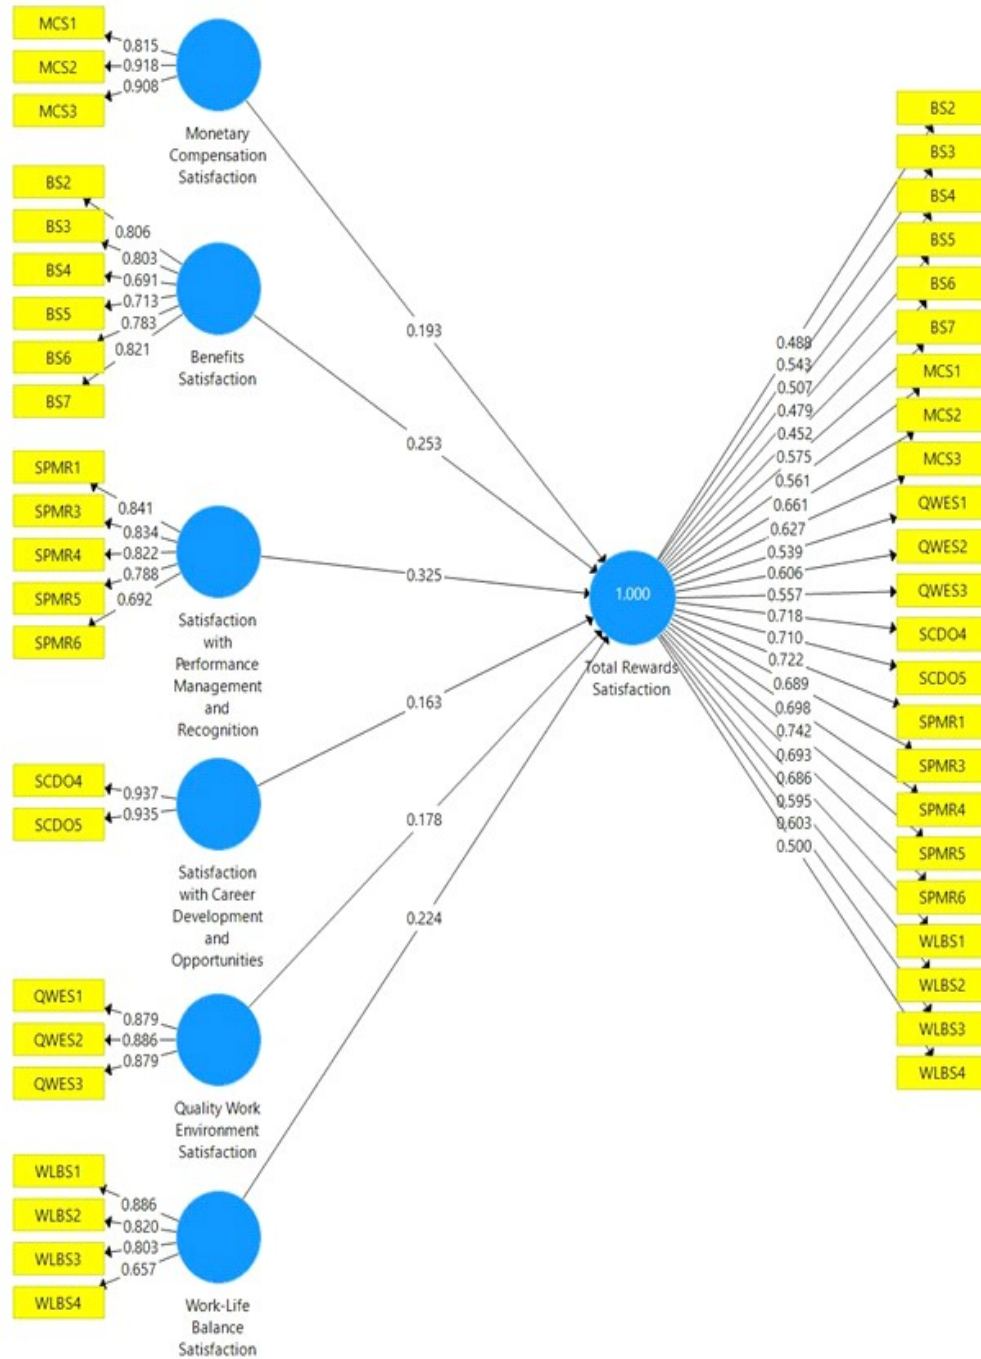 MCS1
MCS2
MCS3
0.815
0.918
0.908
Monetary
Compensation
Satisfaction
BS2
BS3
BS4
BS5
BS6
BS7
0.806
0.803
0.691
0.713
0.783
0.821
Benefits
Satisfaction
SPMR1
SPMR3
SPMR4
SPMR5
SPMR6
0.841
0.834
0.822
0.788
0.692
Satisfaction
with
Performance
Management
and
Recognition
SCDO4
SCDO5
0.937
0.935
Satisfaction
with Career
Development
and
Opportunities
QWES1
QWES2
QWES3
0.879
0.886
0.879
Quality Work
Environment
Satisfaction
WLBS1
WLBS2
WLBS3
WLBS4
0.886
0.820
0.803
0.657
Work-Life
Balance
Satisfaction
0.193
0.253
0.325
0.163
0.178
0.224
1.000
Total Rewards
Satisfaction
0.488
0.543
0.507
0.479
0.452
0.575
0.561
0.661
0.627
0.539
0.606
0.557
0.718
0.710
0.722
0.689
0.698
0.742
0.693
0.686
0.595
0.603
0.500
BS2
BS3
BS4
BS5
BS6
BS7
MCS1
MCS2
MCS3
QWES1
QWES2
QWES3
SCDO4
SCDO5
SPMR1
SPMR3
SPMR4
SPMR5
SPMR6
WLBS1
WLBS2
WLBS3
WLBS4